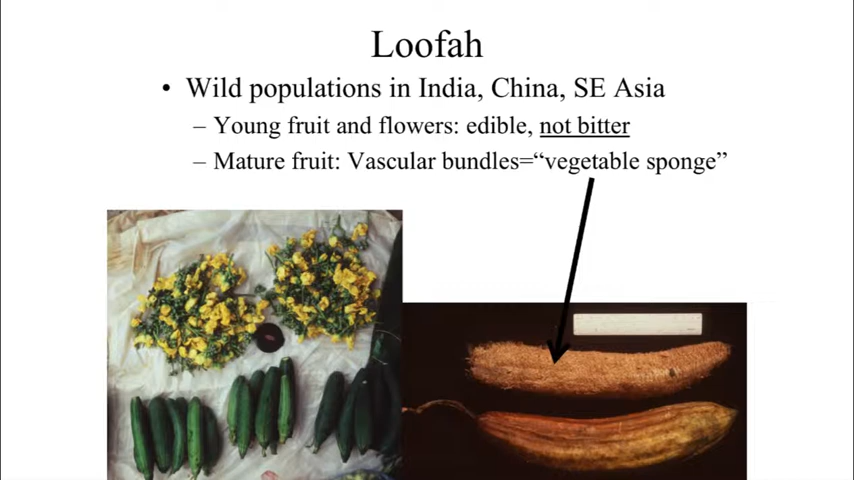 Loofah
• Wild populations in India, China, SE Asia
– Young fruit and flowers: edible, not bitter
– Mature fruit: Vascular bundles=“vegetable sponge”